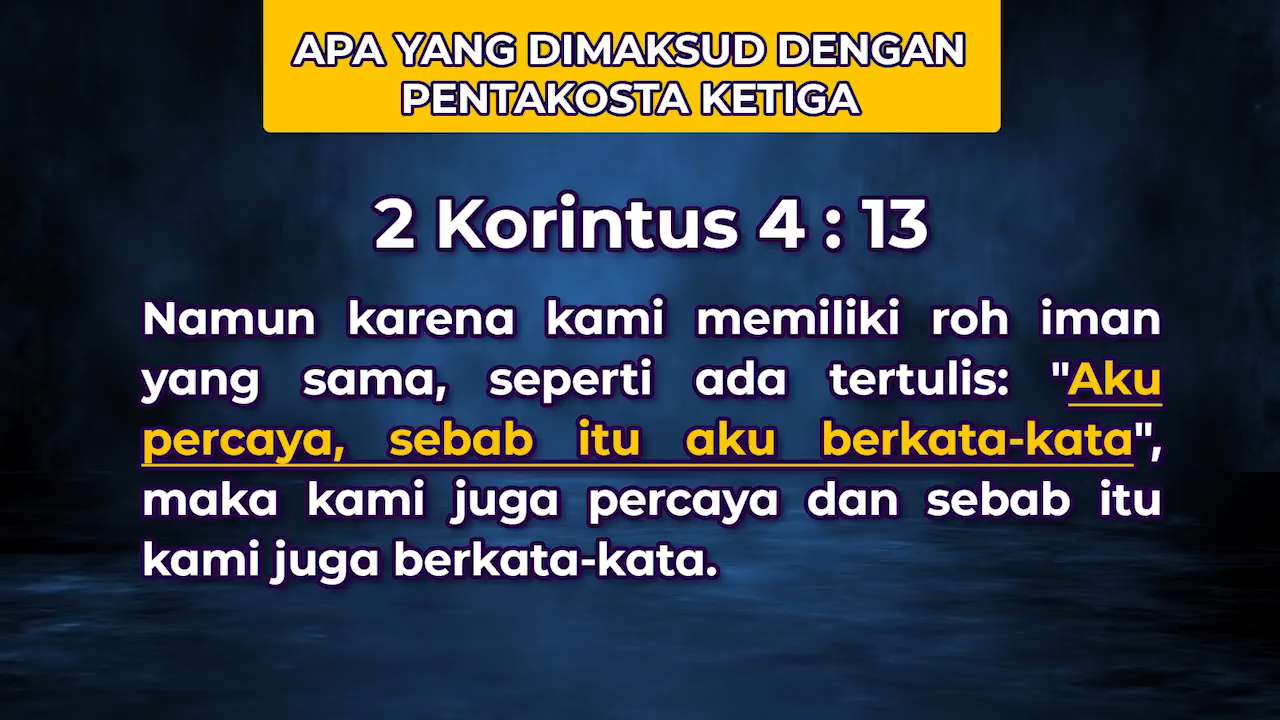 APA YANG DIMAKSUD DENGAN
PENTAKOSTA KETIGA
2 Korintus 4 : 13
Namun karena kami memiliki roh iman
yang sama, seperti ada tertulis: "Aku
percaya, sebab itu aku berkata-kata",
maka kami juga percaya dan sebab itu
kami juga berkata-kata.